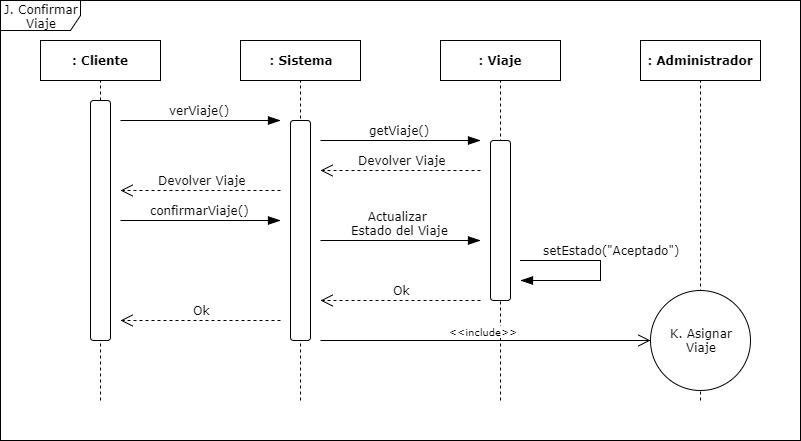 J. Confirmar
Viaje
: Cliente
: Sistema
: Viaje
: Administrador
verViaje()
getViaje()
Devolver Viaje
Devolver Viaje
confirmarViaje()
Actualizar
Estado del Viaje
setEstado("Aceptado")
Ok
Ok
<<include>>
K. Asignar
Viaje